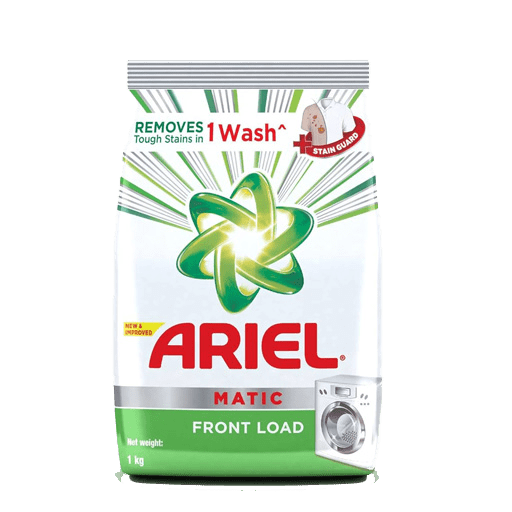 REMOVES
Tough Stains in 1 Wash^
STAIN GUARD
NEW &
IMPROVED
ARIEL®
MATIC
FRONT LOAD
Net weight:
1 kg